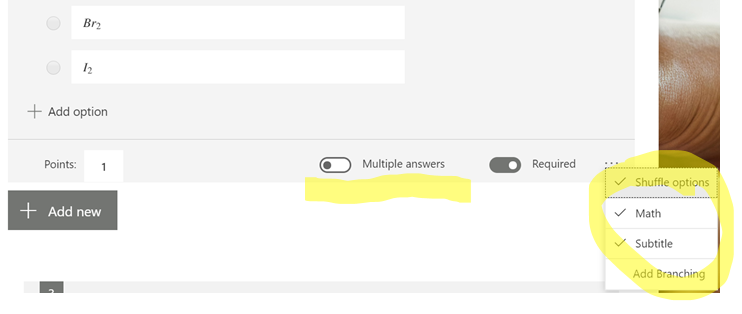 Br₂
I₂
+ Add option
Points: 1 Multiple answers Required ...
Shuffle options
+ Add new
Math
Subtitle
Add Branching